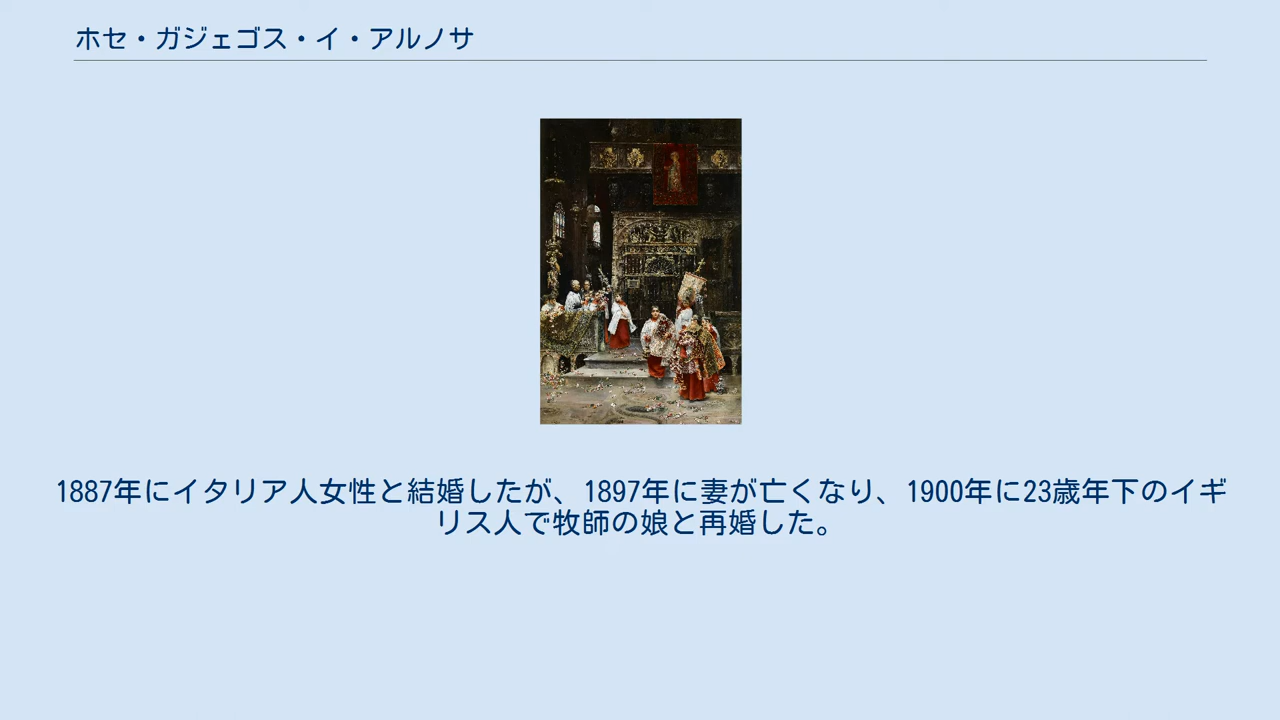 ホセ・ガジェゴス・イ・アルノサ
1887年にイタリア人女性と結婚したが、1897年に妻が亡くなり、1900年に23歳年下のイギ
リス人で牧師の娘と再婚した。